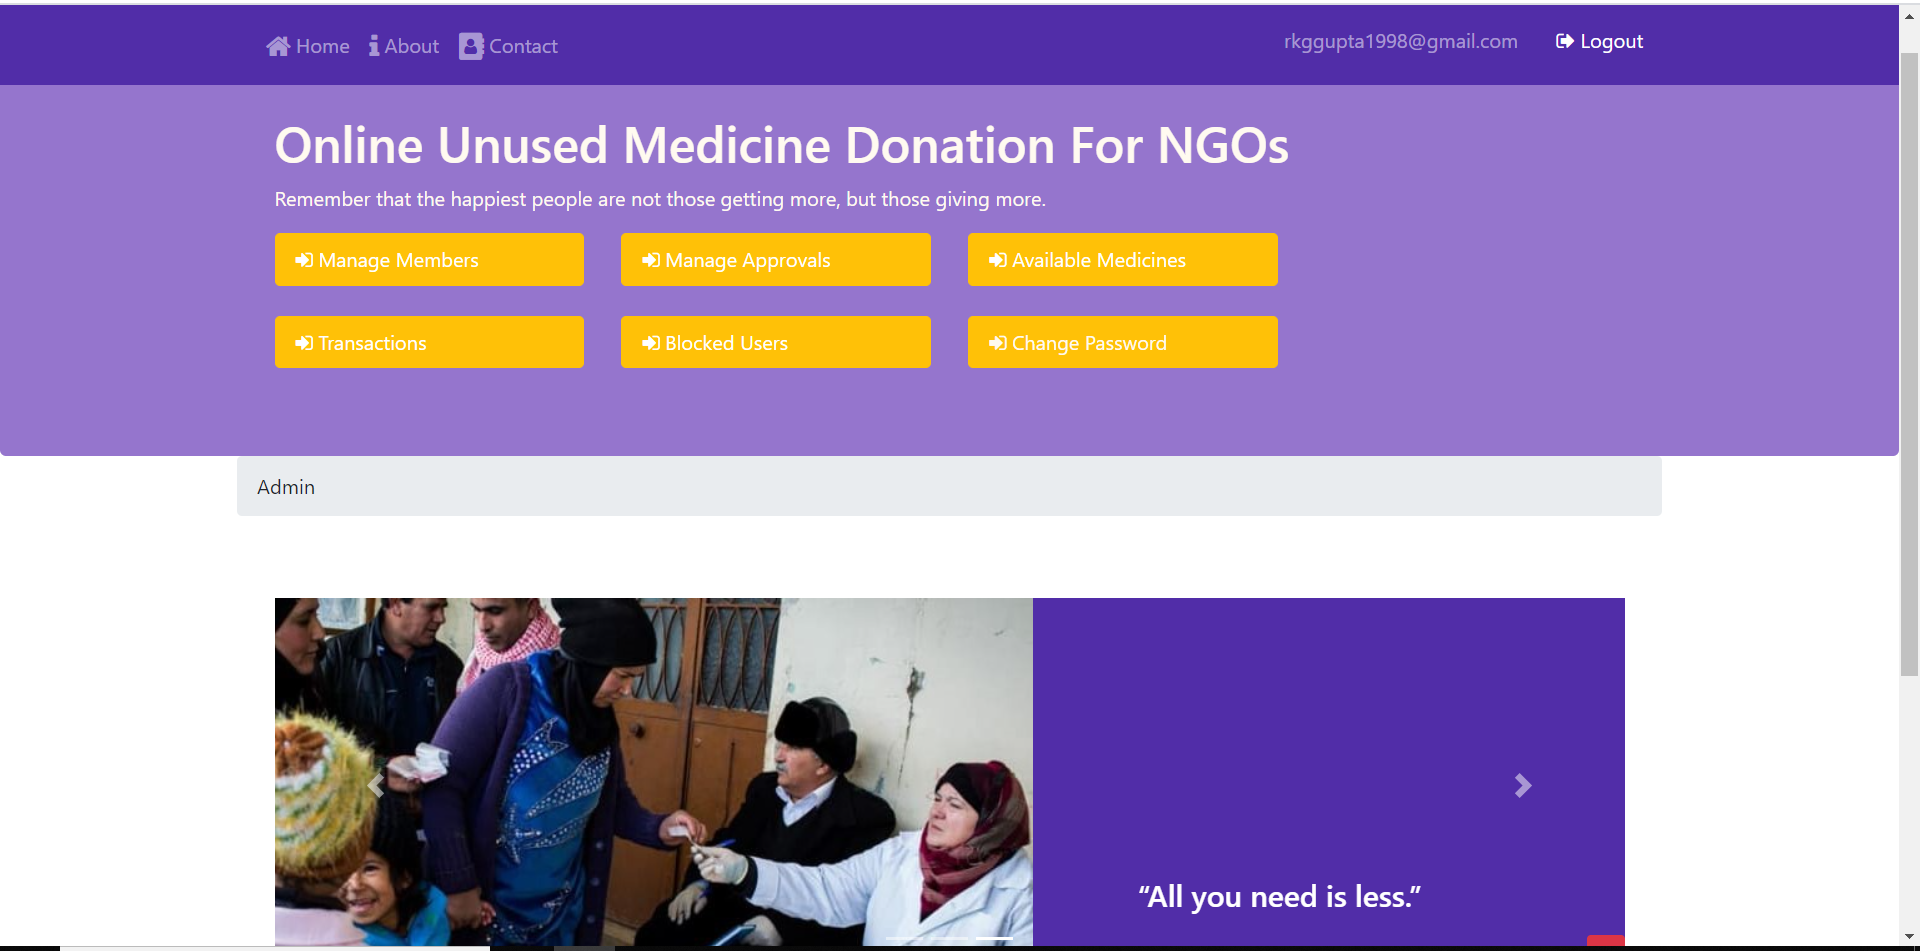 Home About Contact rkggupta1998@gmail.com Logout
Online Unused Medicine Donation For NGOs
Remember that the happiest people are not those getting more, but those giving more.
Manage Members Manage Approvals Available Medicines
Transactions Blocked Users Change Password
Admin
“All you need is less.”